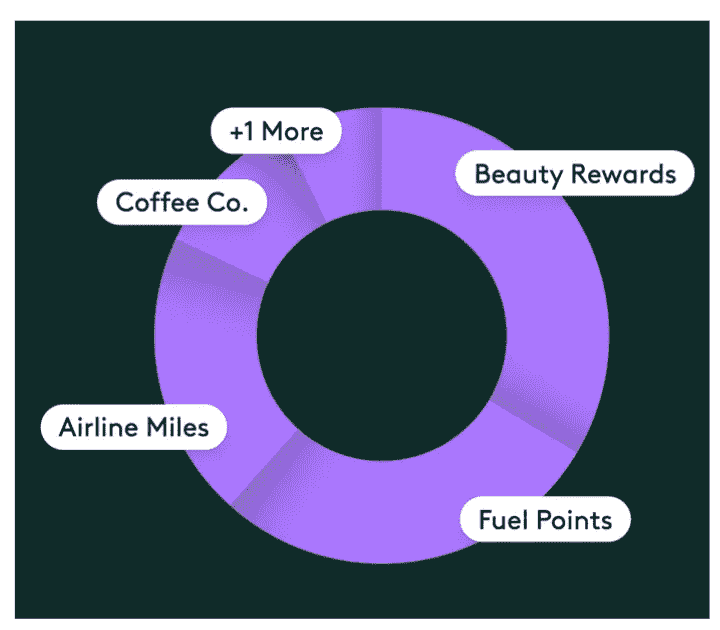 +1 More
Beauty Rewards
Coffee Co.
Airline Miles
Fuel Points